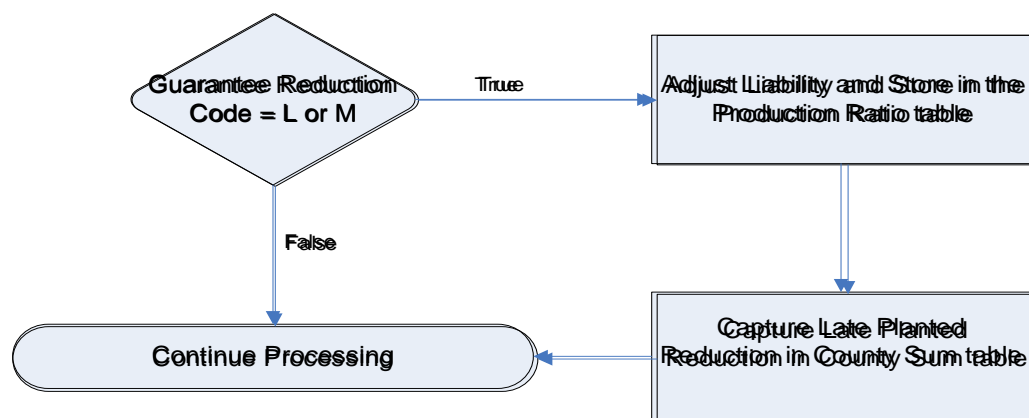 Guarantee Reduction
Code = L or M
True
Adjust Liability and Store in the
Production Ratio table
False
Capture Late Planted
Reduction in County Sum table
Continue Processing